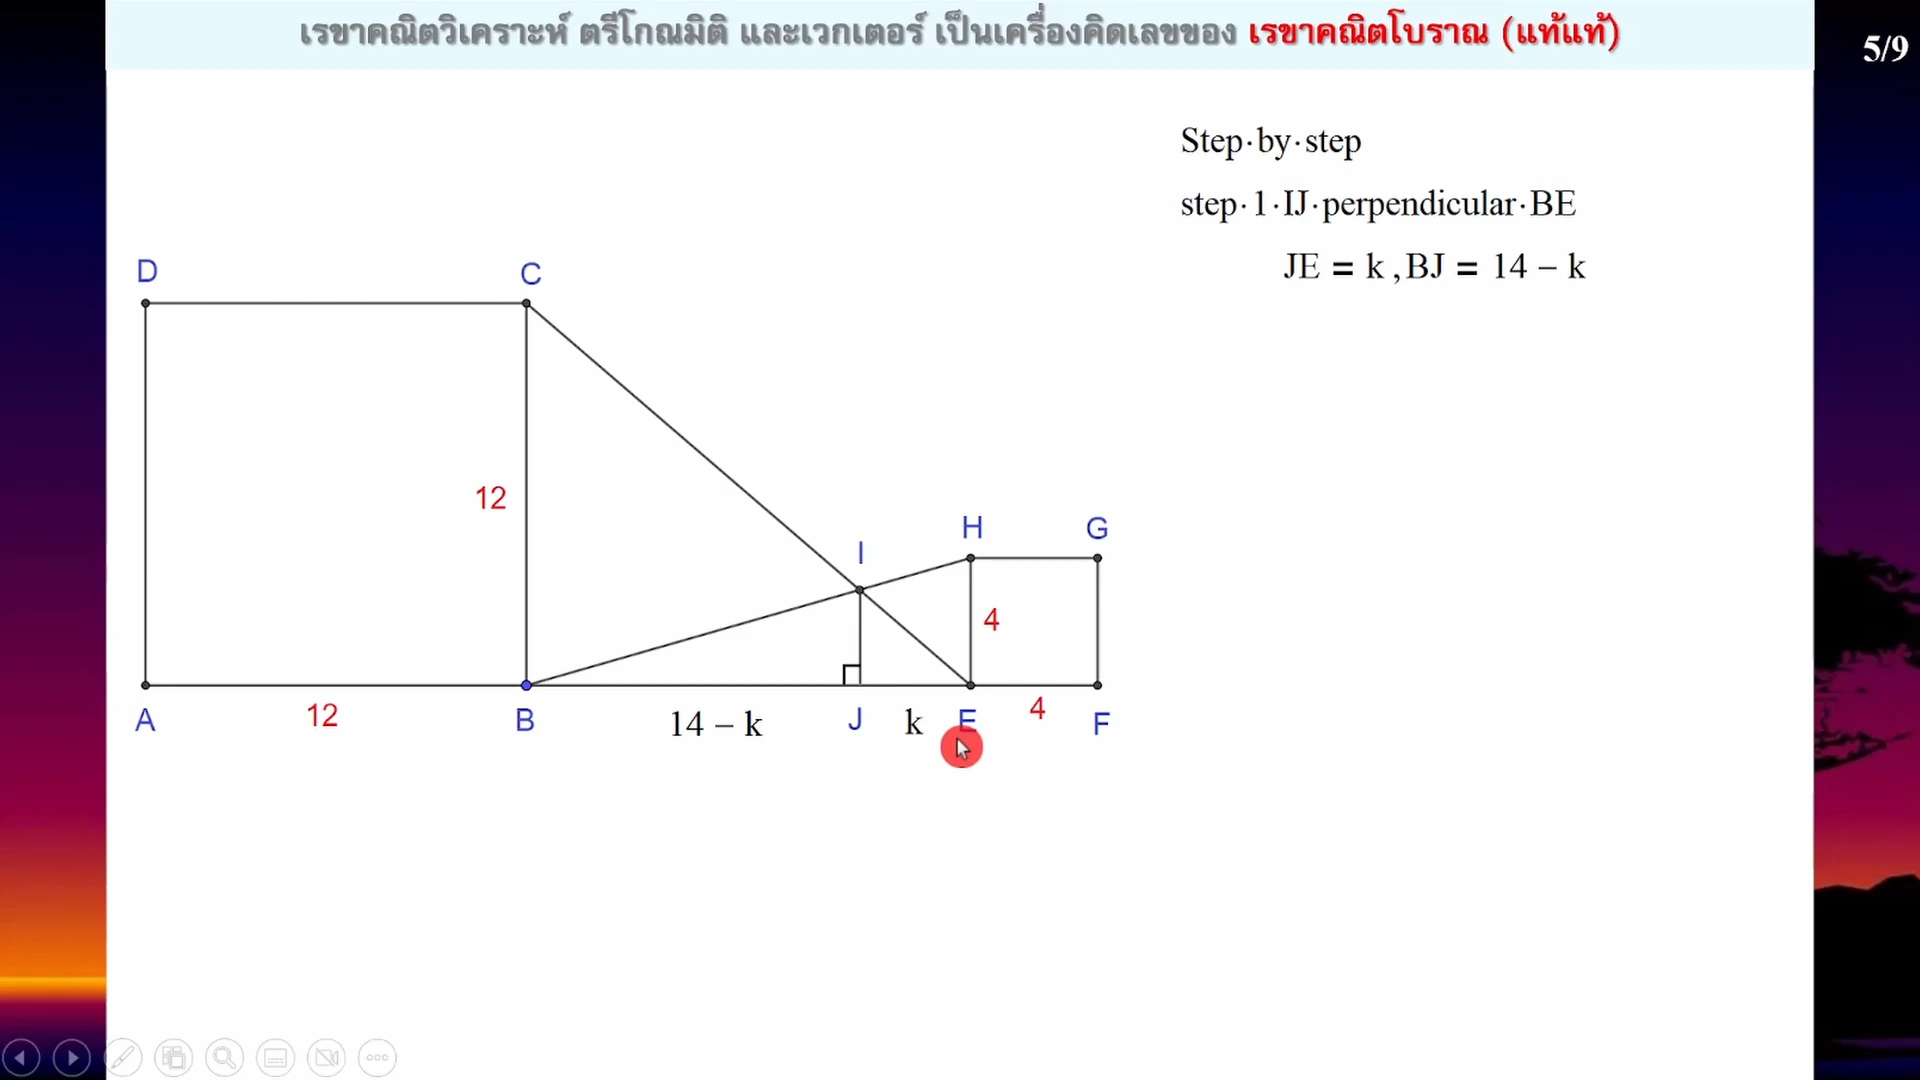 เรขาคณิตวิเคราะห์ ตรีโกณมิติ และเวกเตอร์ เป็นเครื่องคิดเลขของ เรขาคณิตโบราณ (แท้แท้)
5/9
Step·by·step
step·1·IJ·perpendicular·BE
JE = k ,BJ = 14 − k
D
C
12
H
G
I
4
A
12
B
14 − k
J
k
E
4
F